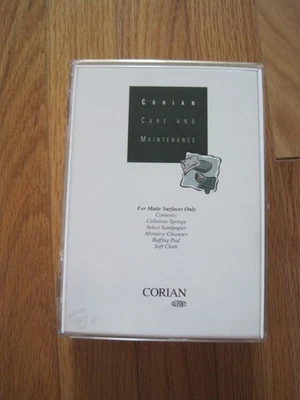 CORIAN
CARE AND
MAINTENANCE
For Matte Surfaces Only
Contents:
Cellulose Sponge
Select Sandpaper
Abrasive Cleanser
Buffing Pad
Soft Cloth
CORIAN
DUPONT